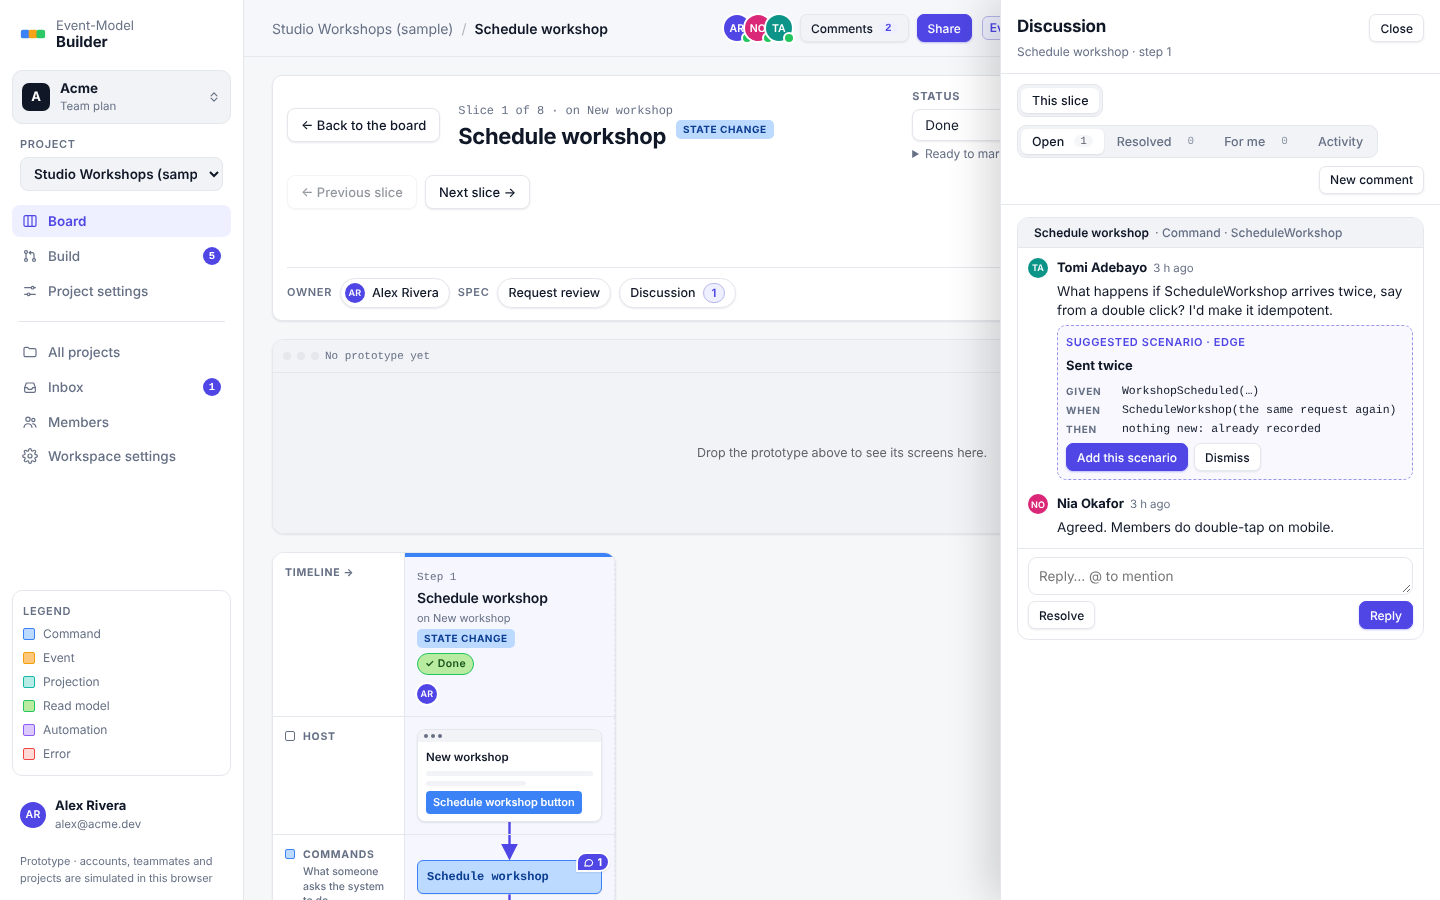 Event-Model
Builder
A
Acme
Team plan
PROJECT
Studio Workshops (samp
Board
Build 5
Project settings
All projects
Inbox 1
Members
Workspace settings
LEGEND
Command
Event
Projection
Read model
Automation
Error
AR
Alex Rivera
alex@acme.dev
Prototype · accounts, teammates and
projects are simulated in this browser
Studio Workshops (sample) / Schedule workshop
AR NO TA
Comments 2
Share
← Back to the board
Slice 1 of 8 · on New workshop
Schedule workshop STATE CHANGE
STATUS
Done
← Previous slice
Next slice →
OWNER AR Alex Rivera SPEC Request review Discussion 1
No prototype yet
Drop the prototype above to see its screens here.
TIMELINE →
Step 1
Schedule workshop
on New workshop
STATE CHANGE
✓ Done
AR
HOST
New workshop
Schedule workshop button
COMMANDS
What someone
asks the system
to do
1
Schedule workshop
Discussion
Schedule workshop · step 1
Close
This slice
Open 1 Resolved 0 For me 0 Activity
New comment
Schedule workshop · Command · ScheduleWorkshop
TA Tomi Adebayo 3 h ago
What happens if ScheduleWorkshop arrives twice, say
from a double click? I'd make it idempotent.
SUGGESTED SCENARIO · EDGE
Sent twice
GIVEN WorkshopScheduled(…)
WHEN ScheduleWorkshop(the same request again)
THEN nothing new: already recorded
Add this scenario Dismiss
NO Nia Okafor 3 h ago
Agreed. Members do double-tap on mobile.
Reply... @ to mention
Resolve Reply